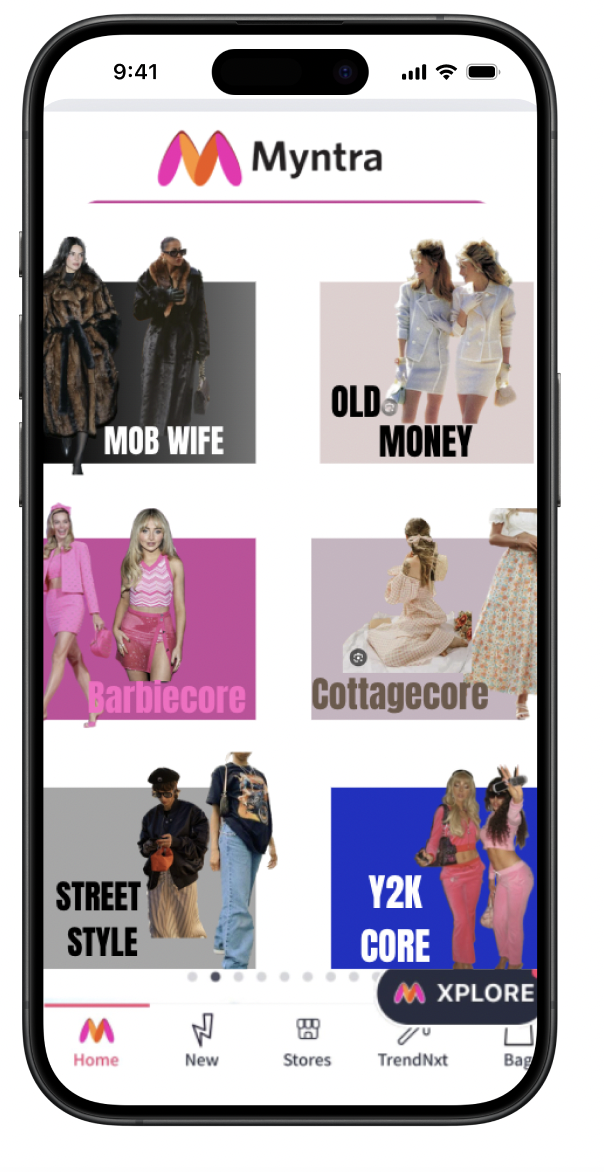 9:41
Myntra
MOB WIFE
OLD
MONEY
Barbiecore
Cottagecore
STREET
STYLE
Y2K
CORE
XPLORE
Home
New
Stores
TrendNxt
Bag